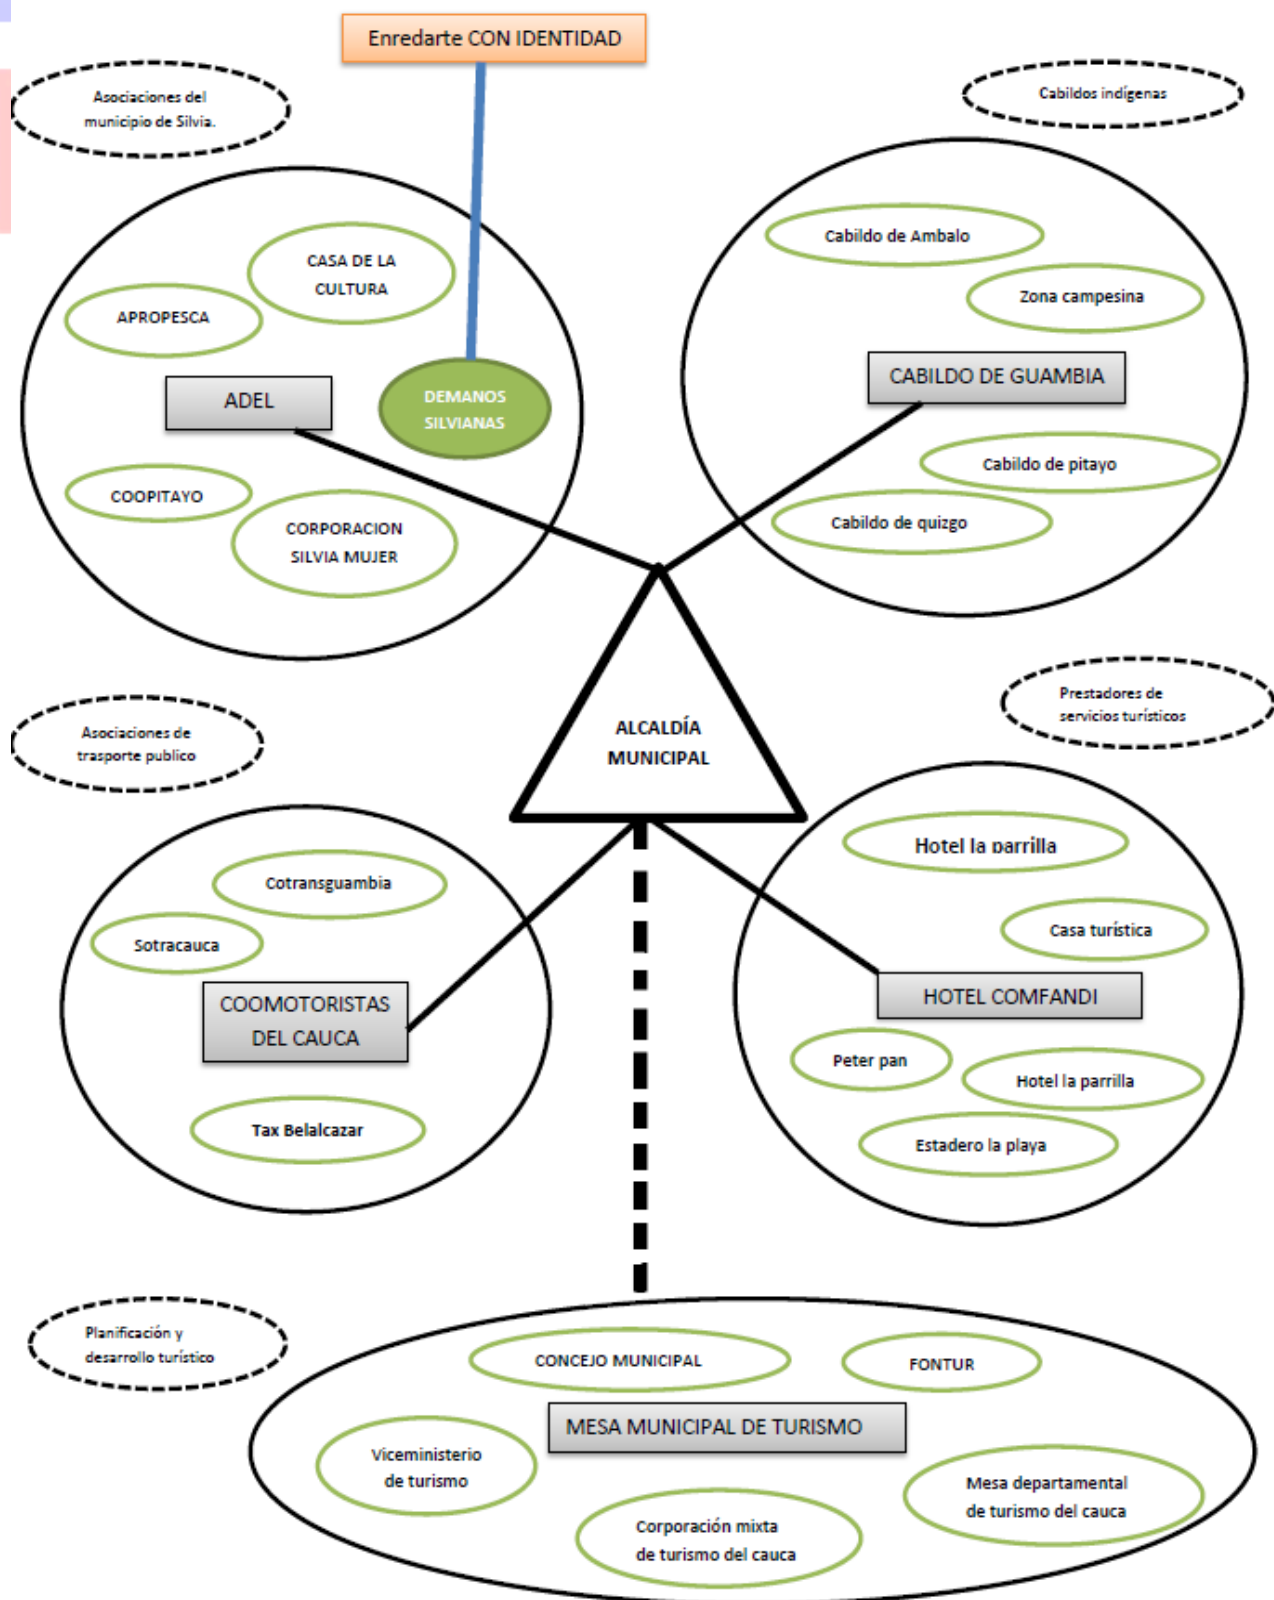 Enredarte CON IDENTIDAD
Asociaciones del
municipio de Silvia.
Cabildos indígenas
CASA DE LA
CULTURA
APROPESCA
ADEL
DEMANOS
SILVIANAS
COOPITAYO
CORPORACION
SILVIA MUJER
Cabildo de Ambalo
Zona campesina
CABILDO DE GUAMBIA
Cabildo de pitayo
Cabildo de quizgo
ALCALDÍA
MUNICIPAL
Asociaciones de
trasporte publico
Prestadores de
servicios turísticos
Cotransguambia
Sotracauca
COOMOTORISTAS
DEL CAUCA
Tax Belalcazar
Hotel la parrilla
Casa turística
HOTEL COMFANDI
Peter pan
Hotel la parrilla
Estadero la playa
Planificación y
desarrollo turístico
CONCEJO MUNICIPAL
FONTUR
MESA MUNICIPAL DE TURISMO
Viceministerio
de turismo
Mesa departamental
de turismo del cauca
Corporación mixta
de turismo del cauca